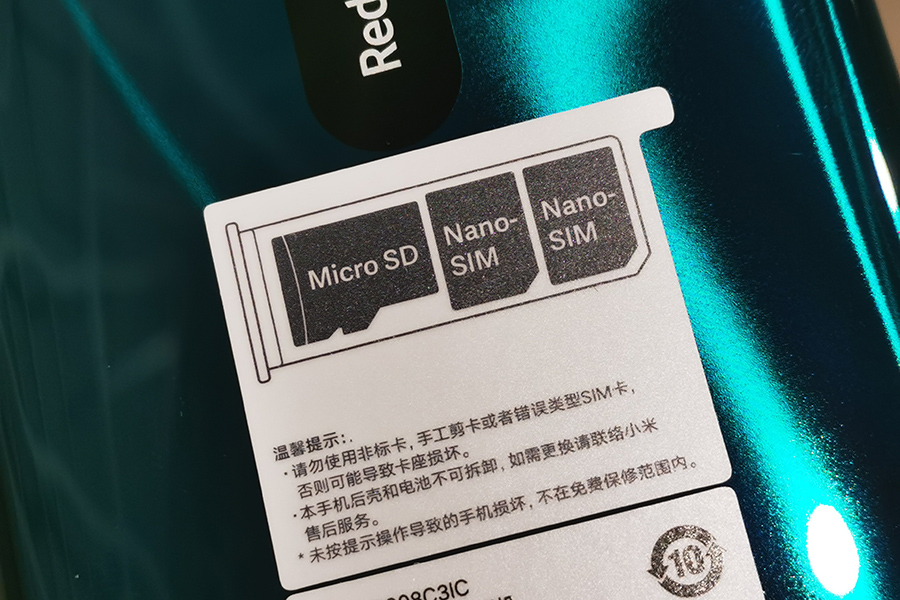 Red
Micro SD
Nano-
SIM
Nano-
SIM
温馨提示:.
·请勿使用非标卡,手工剪卡或者错误类型SIM卡,
否则可能导致卡座损坏。
·本手机后壳和电池不可拆卸,如需更换请联络小米
售后服务。
* 未按提示操作导致的手机损坏,不在免费保修范围内。
10
08C3IC